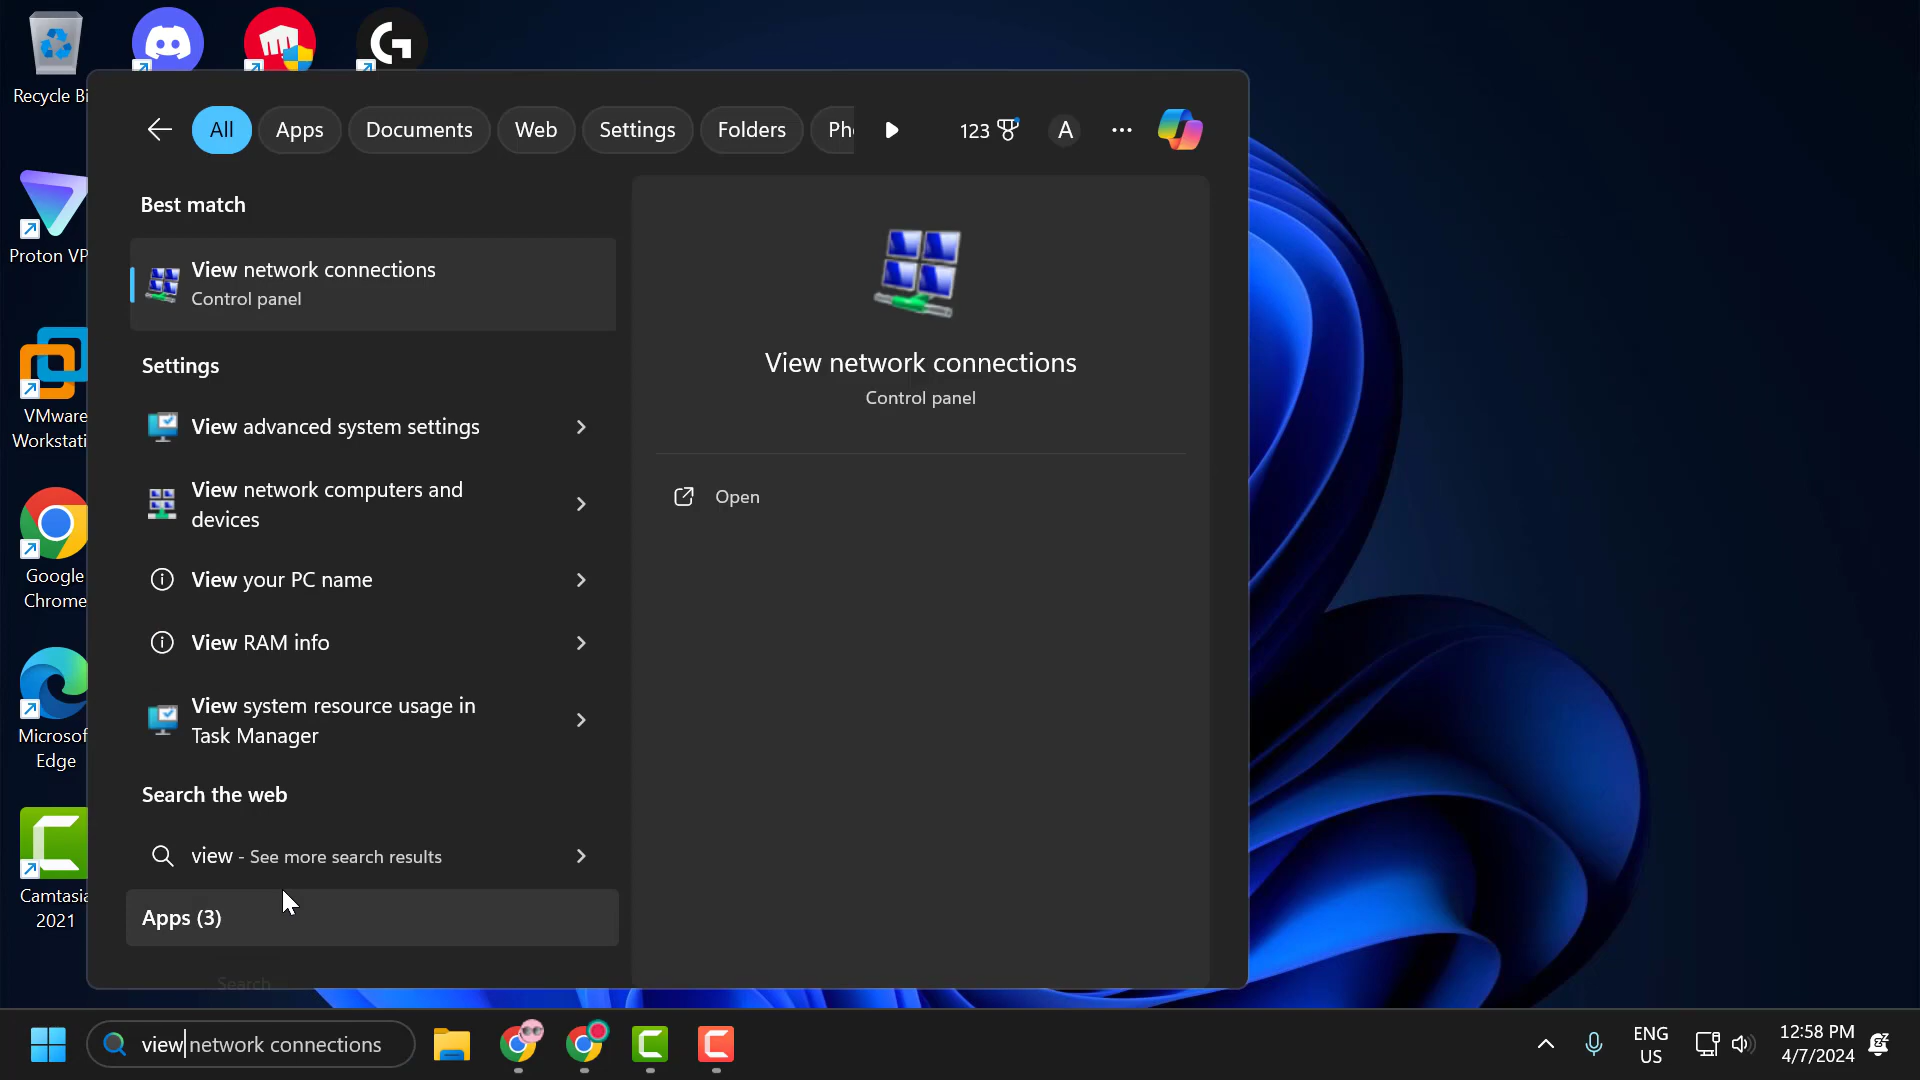 Recycle Bi
Proton VP
VMware
Workstati
Google
Chrome
Microsof
Edge
Camtasia
2021
All
Apps
Documents
Web
Settings
Folders
Pho
123
A
Best match
View network connections
Control panel
Settings
View advanced system settings
View network computers and
devices
View your PC name
View RAM info
View system resource usage in
Task Manager
Search the web
view - See more search results
Apps (3)
Search
View network connections
Control panel
Open
view network connections
ENG
US
12:58 PM
4/7/2024